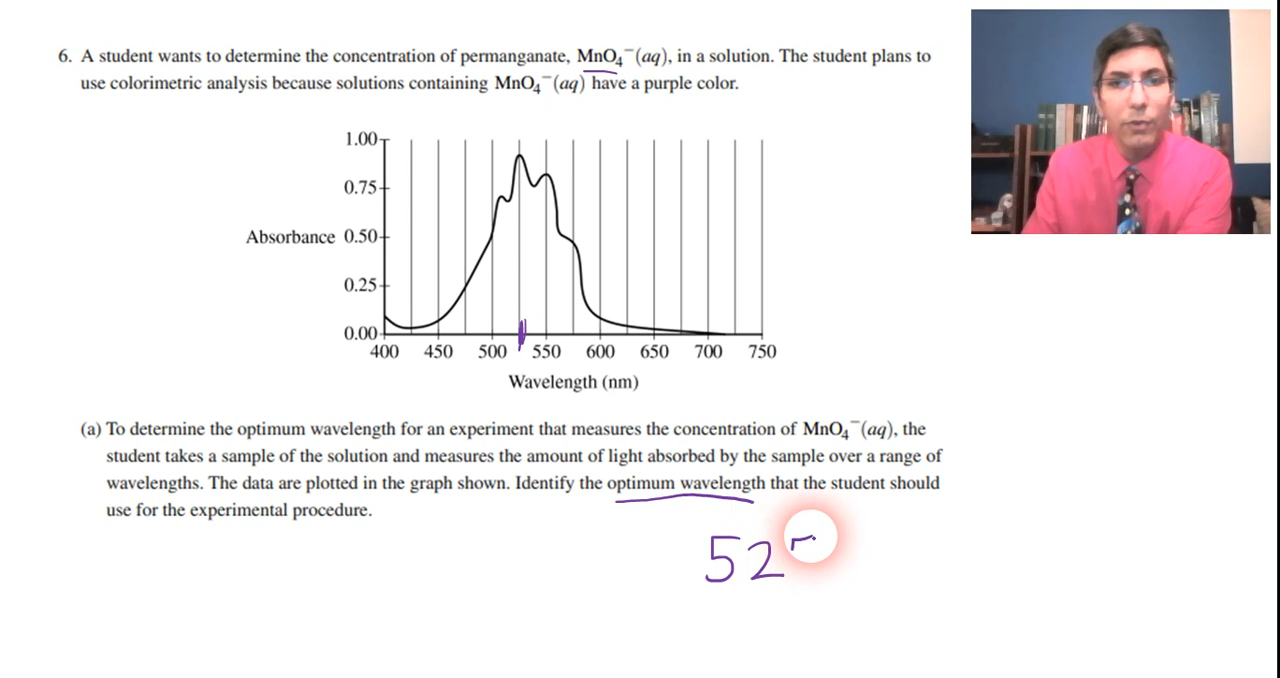 6. A student wants to determine the concentration of permanganate, MnO₄⁻(aq), in a solution. The student plans to
use colorimetric analysis because solutions containing MnO₄⁻(aq) have a purple color.
1.00
0.75
Absorbance 0.50
0.25
0.00
400 450 500 550 600 650 700 750
Wavelength (nm)
(a) To determine the optimum wavelength for an experiment that measures the concentration of MnO₄⁻(aq), the
student takes a sample of the solution and measures the amount of light absorbed by the sample over a range of
wavelengths. The data are plotted in the graph shown. Identify the optimum wavelength that the student should
use for the experimental procedure.
52